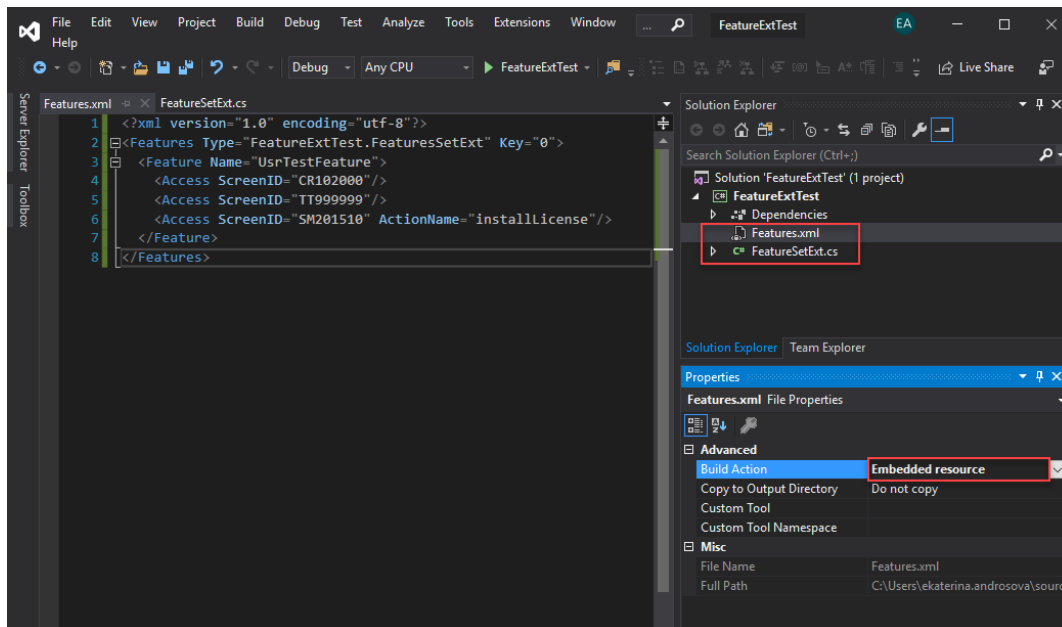 File Edit View Project Build Debug Test Analyze Tools Extensions Window ... FeatureExtTest EA
Help
Debug Any CPU FeatureExtTest Live Share
Server Explorer
Toolbox
Features.xml FeatureSetExt.cs
1 <?xml version="1.0" encoding="utf-8"?>
2 <Features Type="FeatureExtTest.FeaturesSetExt" Key="0">
3 <Feature Name="UsrTestFeature">
4 <Access ScreenID="CR102000"/>
5 <Access ScreenID="TT999999"/>
6 <Access ScreenID="SM201510" ActionName="installLicense"/>
7 </Feature>
8 </Features>
Solution Explorer
Search Solution Explorer (Ctrl+;)
Solution 'FeatureExtTest' (1 project)
C# FeatureExtTest
Dependencies
Features.xml
C# FeatureSetExt.cs
Solution Explorer Team Explorer
Properties
Features.xml File Properties
Advanced
Build Action Embedded resource
Copy to Output Directory Do not copy
Custom Tool
Custom Tool Namespace
Misc
File Name Features.xml
Full Path C:\Users\ekaterina.androsova\sourc